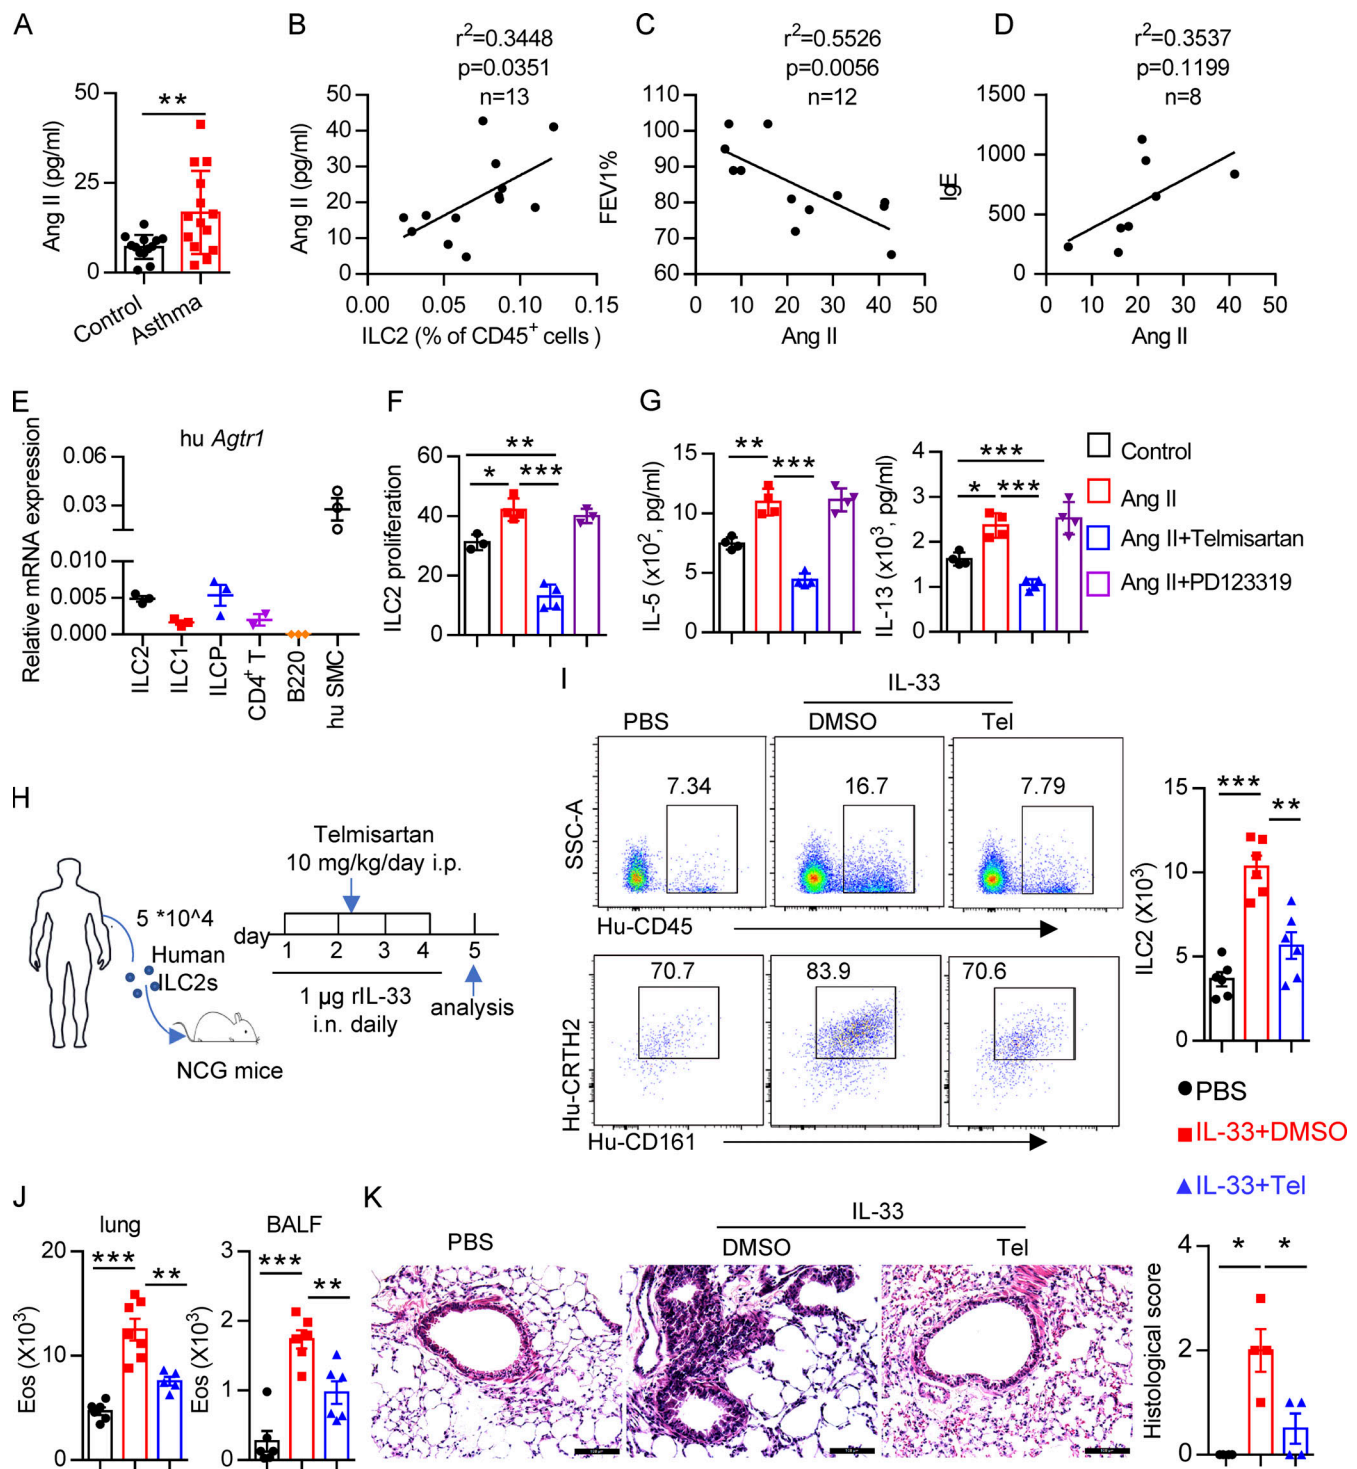 A
**
50
25
0
Ang II (pg/ml)
Control
Asthma
B
r²=0.3448
p=0.0351
n=13
50
40
30
20
10
0
Ang II (pg/ml)
0.00
0.05
0.10
0.15
ILC2 (% of CD45⁺ cells )
C
r²=0.5526
p=0.0056
n=12
110
100
90
80
70
60
FEV1%
0
10
20
30
40
50
Ang II
D
r²=0.3537
p=0.1199
n=8
1500
1000
500
0
IgE
0
10
20
30
40
50
Ang II
E
hu Agtr1
Relative mRNA expression
0.06
0.03
0.010
0.005
0.000
ILC2
ILC1
ILCP
CD4⁺ T
B220
hu SMC
F
**
*
***
60
40
20
0
ILC2 proliferation
G
**
***
15
10
5
0
IL-5 (x10², pg/ml)
***
*
***
4
3
2
1
0
IL-13 (x10³, pg/ml)
Control
Ang II
Ang II+Telmisartan
Ang II+PD123319
H
5 *10^4
Human
ILC2s
NCG mice
Telmisartan
10 mg/kg/day i.p.
day
1
2
3
4
5
1 µg rIL-33
i.n. daily
analysis
I
IL-33
PBS
DMSO
Tel
7.34
16.7
7.79
SSC-A
Hu-CD45
70.7
83.9
70.6
Hu-CRTH2
Hu-CD161
***
**
15
10
5
0
ILC2 (X10³)
PBS
IL-33+DMSO
IL-33+Tel
J
lung
***
**
20
10
0
Eos (X10³)
BALF
***
**
3
2
1
0
Eos (X10³)
K
IL-33
PBS
DMSO
Tel
*
*
4
2
0
Histological score